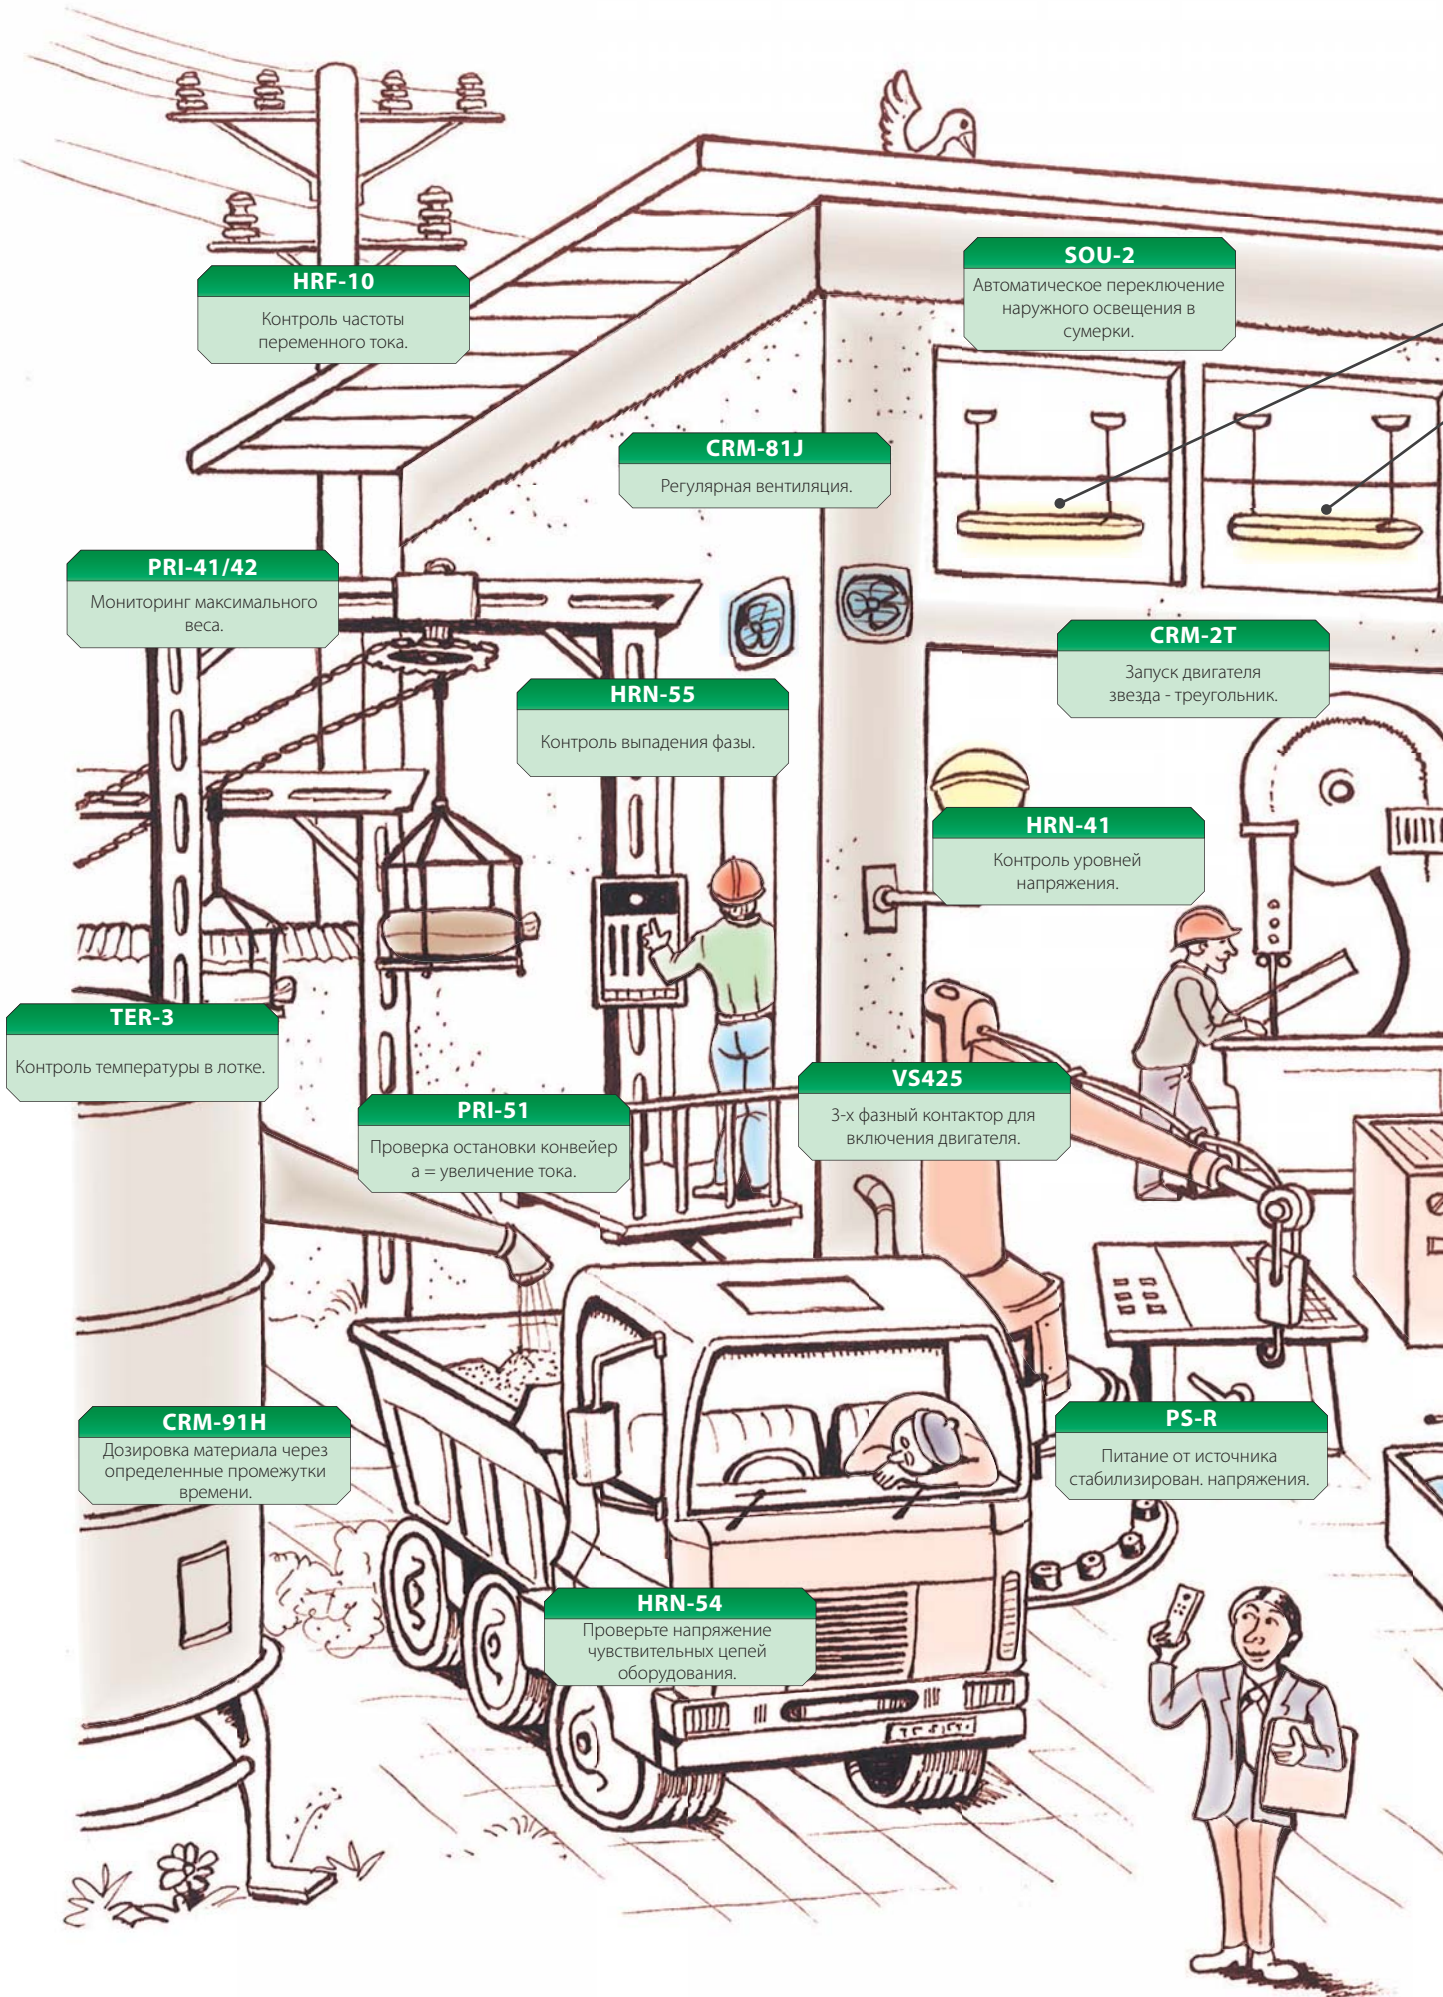 HRF-10
Контроль частоты
переменного тока.
SOU-2
Автоматическое переключение
наружного освещения в
сумерки.
CRM-81J
Регулярная вентиляция.
PRI-41/42
Мониторинг максимального
веса.
CRM-2T
Запуск двигателя
звезда - треугольник.
HRN-55
Контроль выпадения фазы.
HRN-41
Контроль уровней
напряжения.
TER-3
Контроль температуры в лотке.
VS425
3-х фазный контактор для
включения двигателя.
PRI-51
Проверка остановки конвейер
а = увеличение тока.
CRM-91H
Дозировка материала через
определенные промежутки
времени.
PS-R
Питание от источника
стабилизирован. напряжения.
HRN-54
Проверьте напряжение
чувствительных цепей
оборудования.